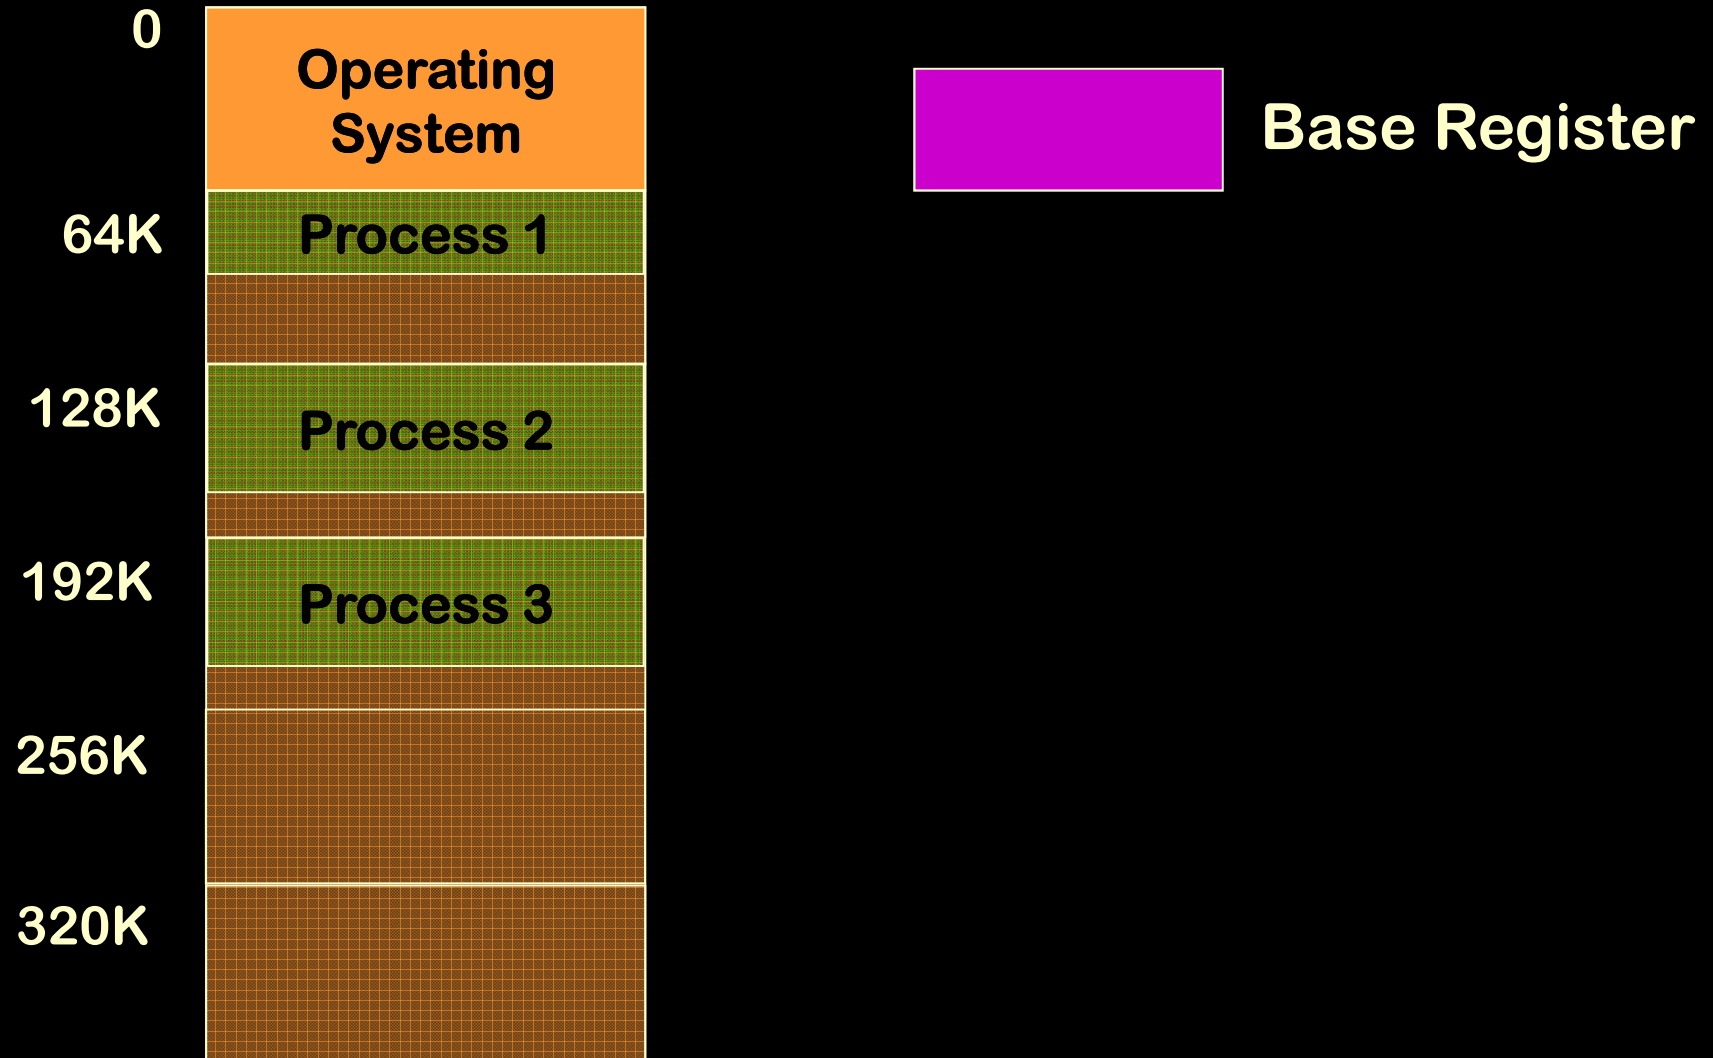 0
Operating
System
Base Register
64K
Process 1
128K
Process 2
192K
Process 3
256K
320K